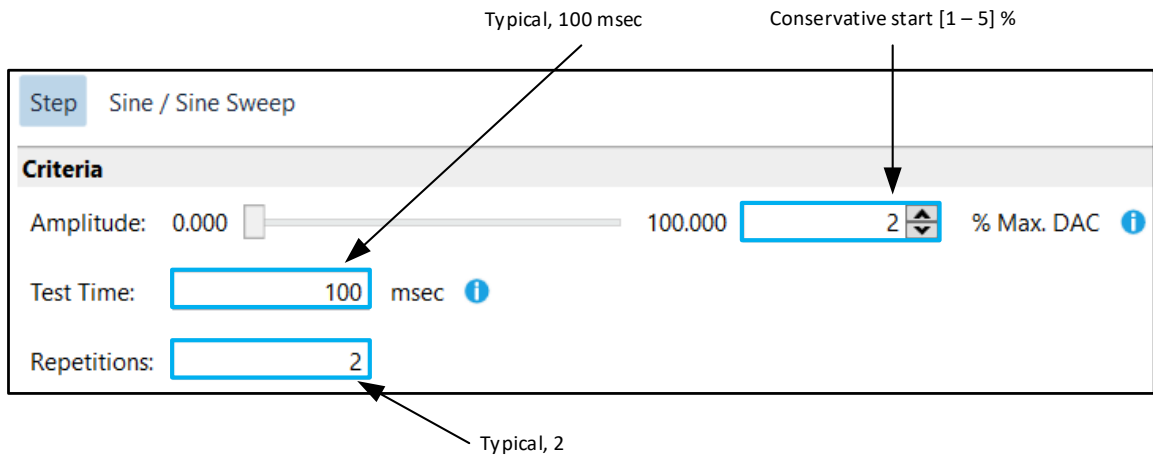 Typical, 100 msec
Conservative start [1 – 5] %
Step Sine / Sine Sweep
Criteria
Amplitude: 0.000 100.000 2 % Max. DAC
Test Time: 100 msec
Repetitions: 2
Typical, 2